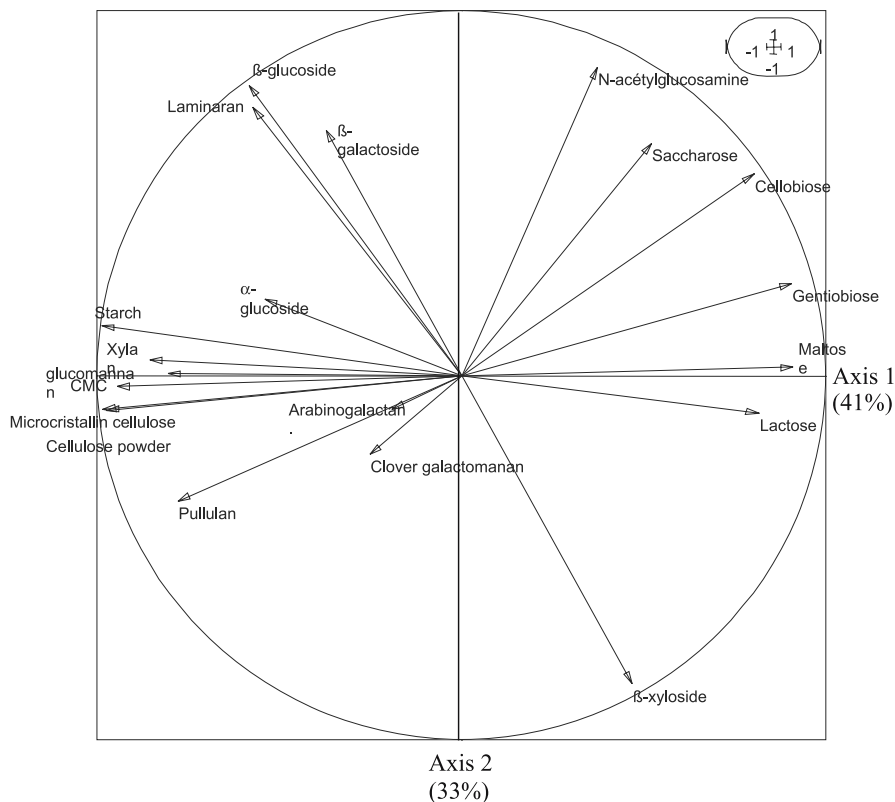 1
-1 1
-1
ß-glucoside
Laminaran
N-acétylglucosamine
ß-
galactoside
Saccharose
Cellobiose
α-
glucoside
Gentiobiose
Starch
Xyla
n
Maltos
e
glucomanna
n
CMC
Axis 1
(41%)
Arabinogalactan
Microcristallin cellulose
Lactose
Cellulose powder
.
Clover galactomanan
Pullulan
ß-xyloside
Axis 2
(33%)